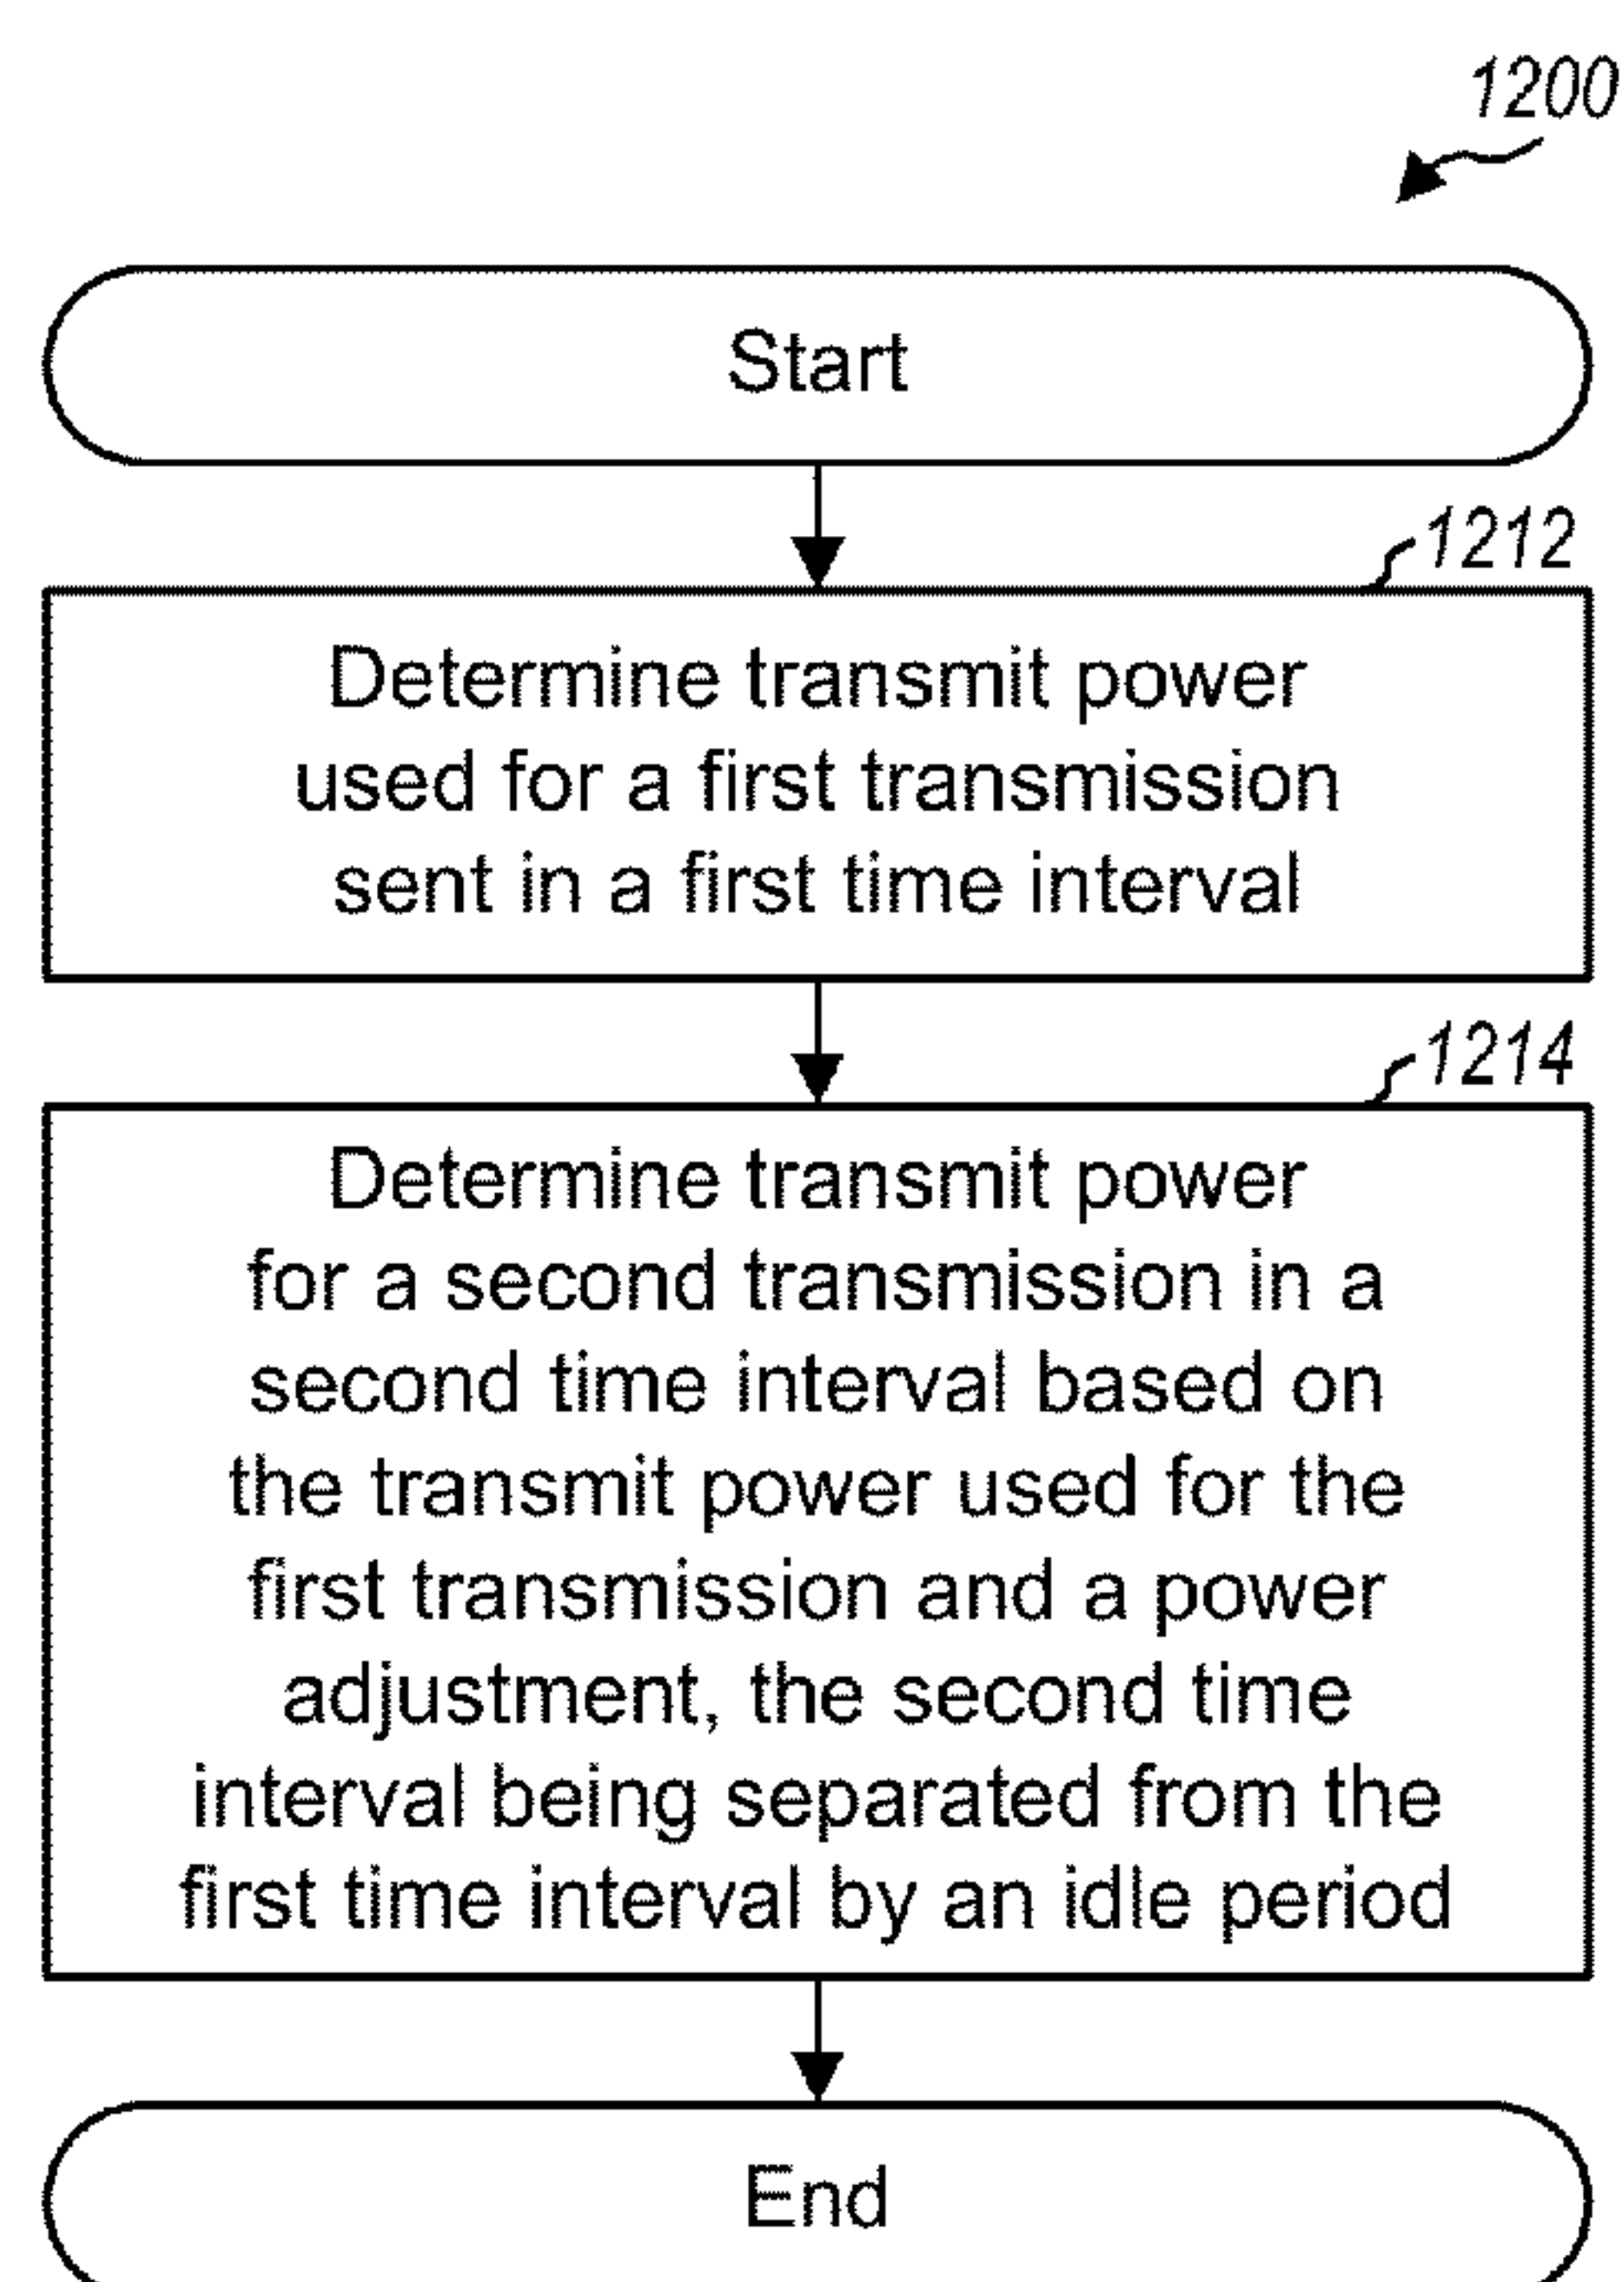 1200
Start
1212
Determine transmit power
used for a first transmission
sent in a first time interval
1214
Determine transmit power
for a second transmission in a
second time interval based on
the transmit power used for the
first transmission and a power
adjustment, the second time
interval being separated from the
first time interval by an idle period
End